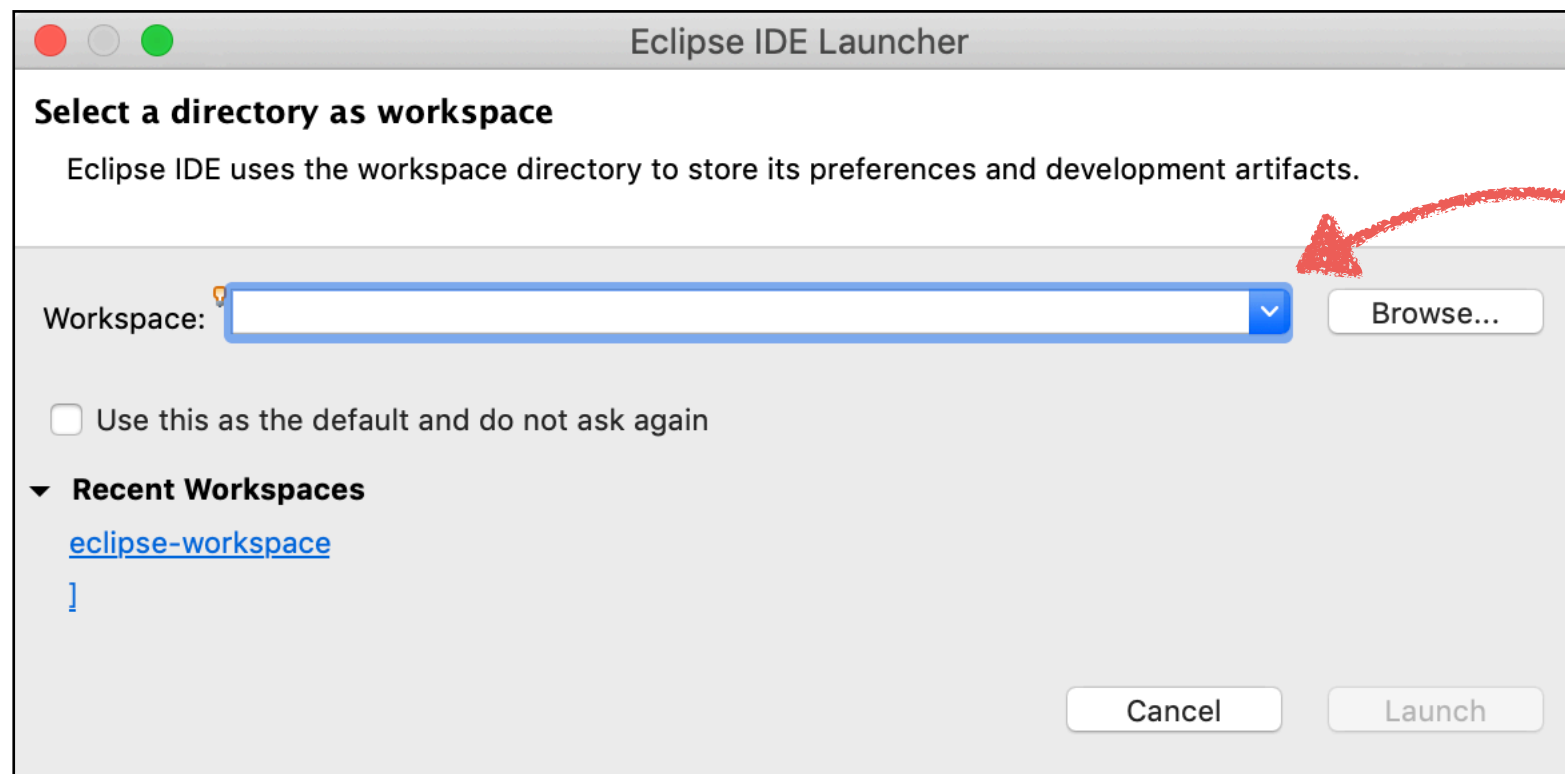 Eclipse IDE Launcher
Select a directory as workspace
Eclipse IDE uses the workspace directory to store its preferences and development artifacts.
Workspace:
Browse...
Use this as the default and do not ask again
Recent Workspaces
eclipse-workspace
]
Cancel
Launch